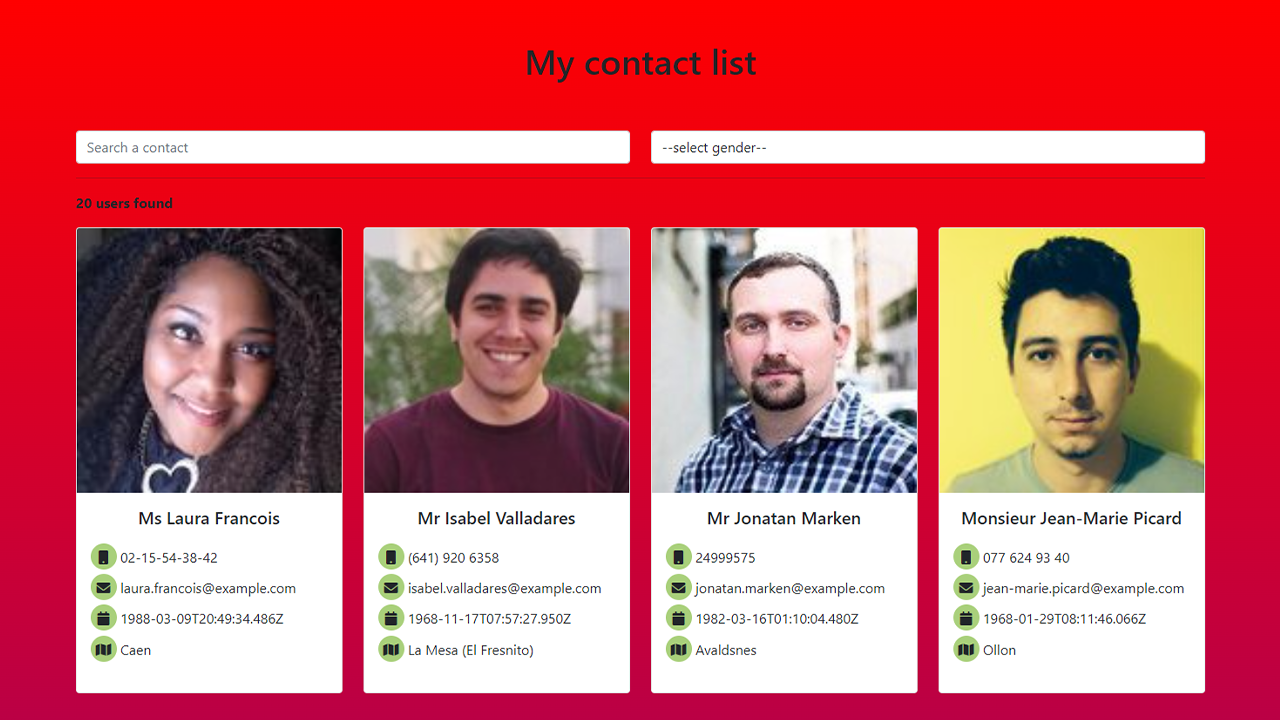 My contact list
Search a contact
--select gender--
20 users found
Ms Laura Francois
02-15-54-38-42
laura.francois@example.com
1988-03-09T20:49:34.486Z
Caen
Mr Isabel Valladares
(641) 920 6358
isabel.valladares@example.com
1968-11-17T07:57:27.950Z
La Mesa (El Fresnito)
Mr Jonatan Marken
24999575
jonatan.marken@example.com
1982-03-16T01:10:04.480Z
Avaldsnes
Monsieur Jean-Marie Picard
077 624 93 40
jean-marie.picard@example.com
1968-01-29T08:11:46.066Z
Ollon